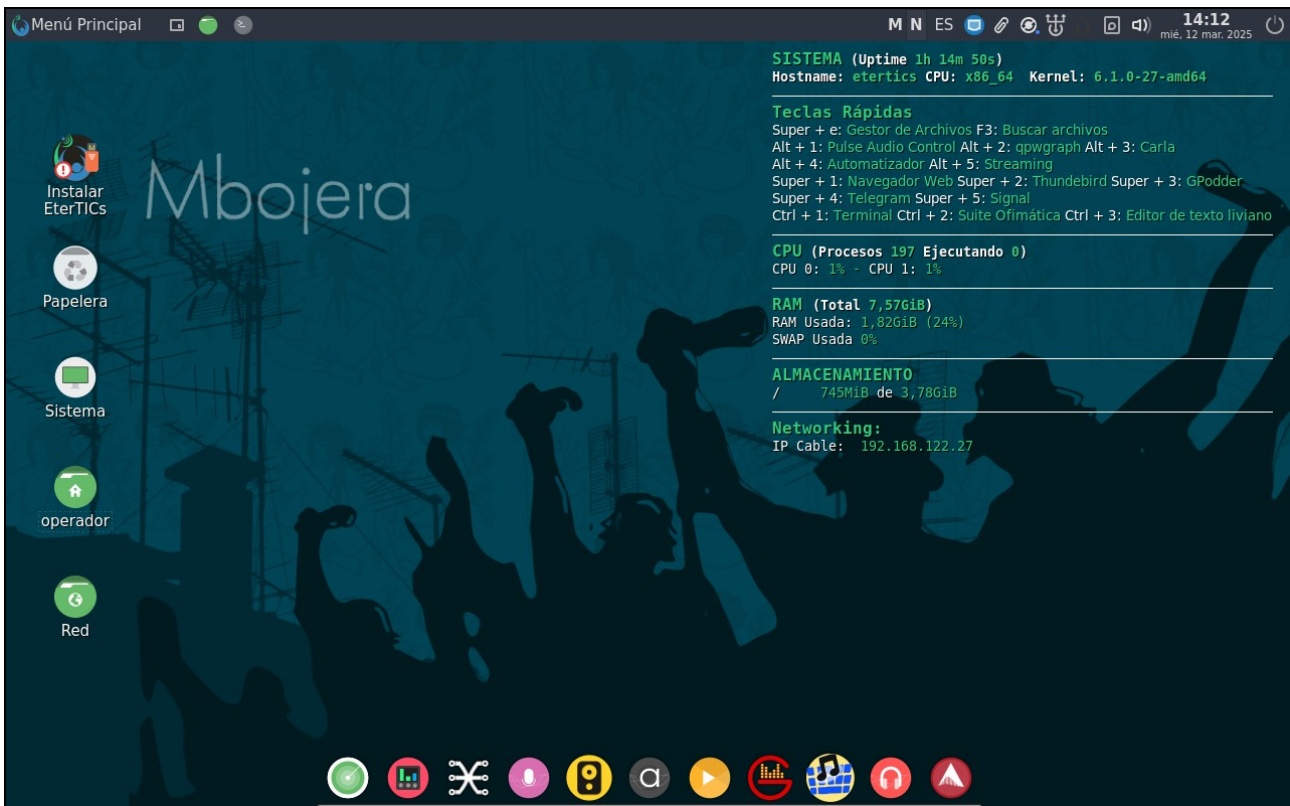 Menú Principal
M N ES
14:12
mié, 12 mar. 2025
SISTEMA (Uptime 1h 14m 50s)
Hostname: etertics CPU: x86_64 Kernel: 6.1.0-27-amd64
Teclas Rápidas
Super + e: Gestor de Archivos F3: Buscar archivos
Alt + 1: Pulse Audio Control Alt + 2: qpwgraph Alt + 3: Carla
Alt + 4: Automatizador Alt + 5: Streaming
Super + 1: Navegador Web Super + 2: Thundebird Super + 3: GPodder
Super + 4: Telegram Super + 5: Signal
Ctrl + 1: Terminal Ctrl + 2: Suite Ofimática Ctrl + 3: Editor de texto liviano
CPU (Procesos 197 Ejecutando 0)
CPU 0: 1% - CPU 1: 1%
RAM (Total 7,57GiB)
RAM Usada: 1,82GiB (24%)
SWAP Usada 0%
ALMACENAMIENTO
/ 745MiB de 3,78GiB
Networking:
IP Cable: 192.168.122.27
Mbojera
Instalar
EterTICs
Papelera
Sistema
operador
Red